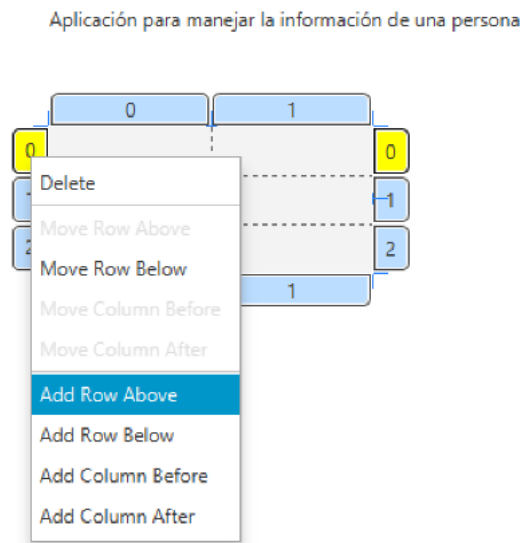 Aplicación para manejar la información de una persona
0 1
0 0
Delete
1
Move Row Above
Move Row Below
2
Move Column Before
1
Move Column After
Add Row Above
Add Row Below
Add Column Before
Add Column After